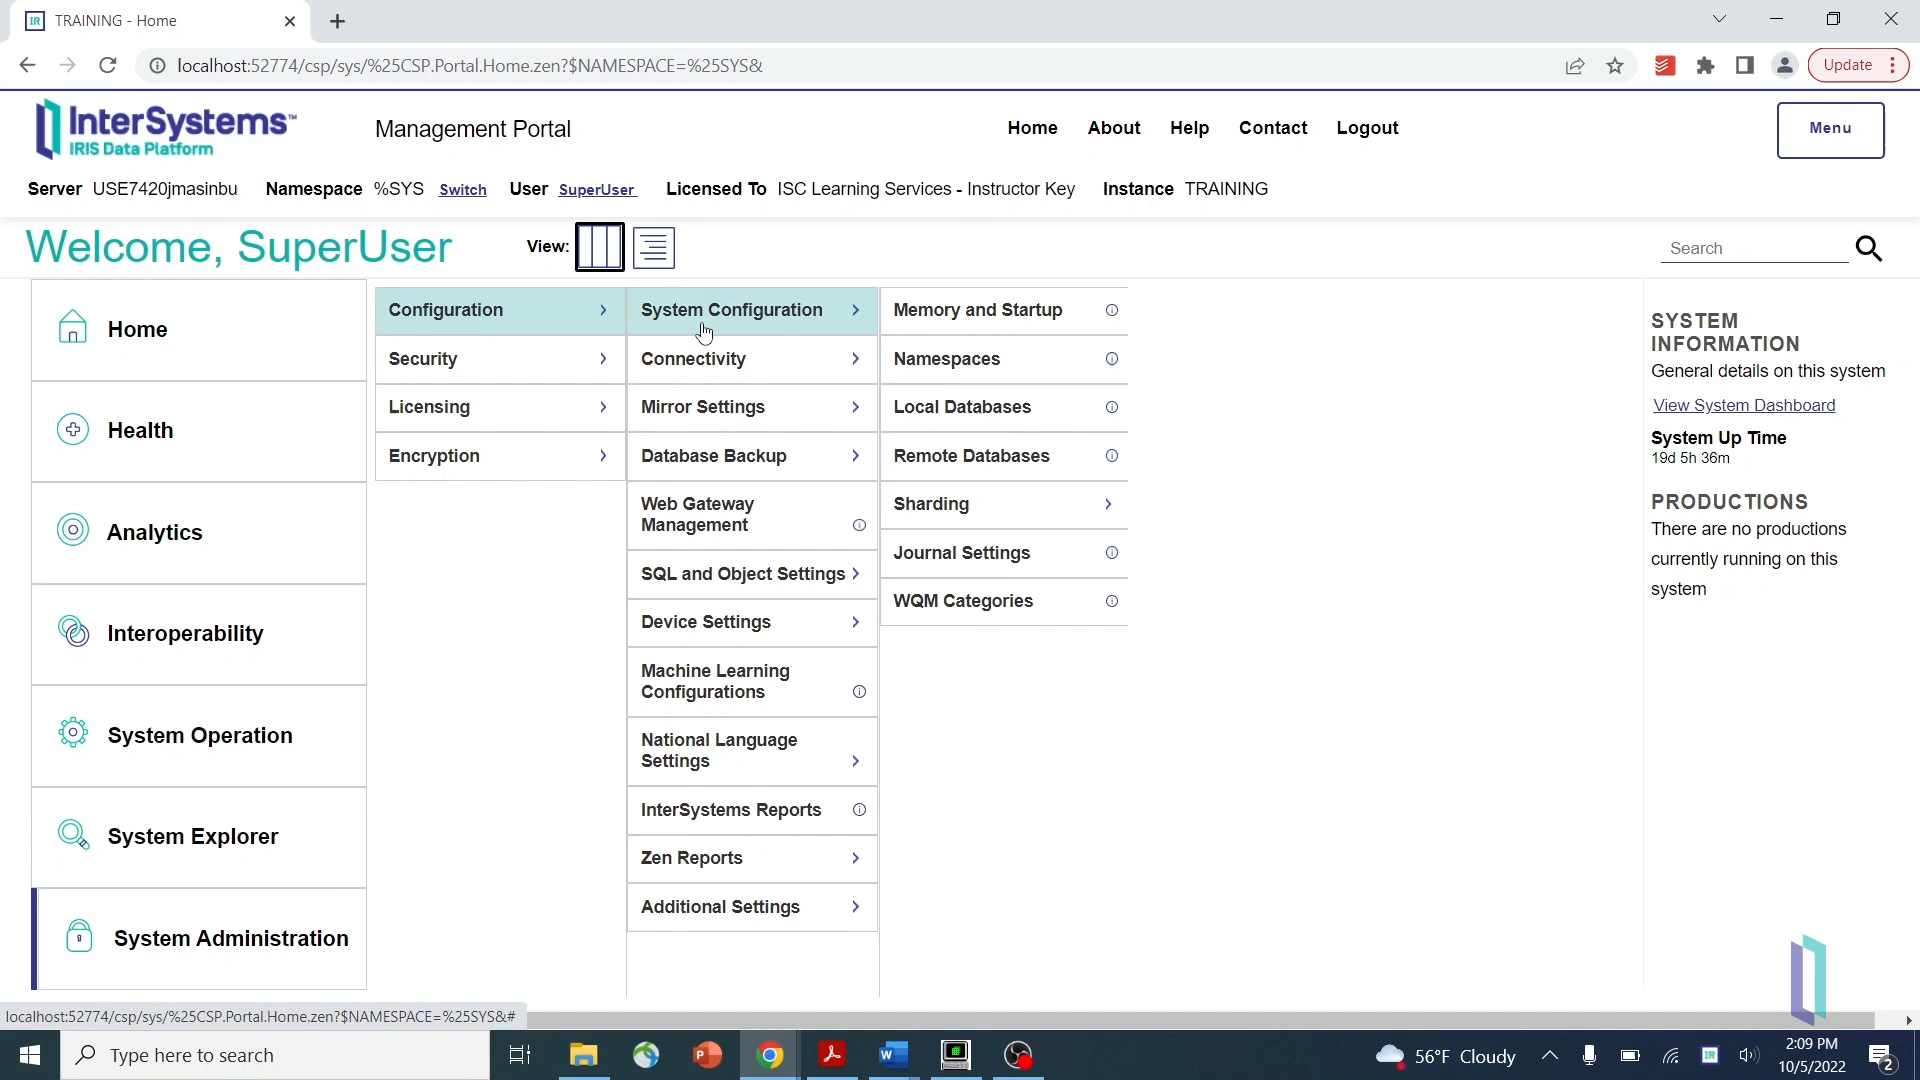 IR TRAINING - Home
localhost:52774/csp/sys/%25CSP.Portal.Home.zen?$NAMESPACE=%25SYS&
Update
InterSystems™
IRIS Data Platform
Management Portal
Home About Help Contact Logout
Menu
Server USE7420jmasinbu Namespace %SYS Switch User SuperUser Licensed To ISC Learning Services - Instructor Key Instance TRAINING
Welcome, SuperUser
View:
Search
Home
Health
Analytics
Interoperability
System Operation
System Explorer
System Administration
Configuration
Security
Licensing
Encryption
System Configuration
Connectivity
Mirror Settings
Database Backup
Web Gateway
Management
SQL and Object Settings
Device Settings
Machine Learning
Configurations
National Language
Settings
InterSystems Reports
Zen Reports
Additional Settings
Memory and Startup
Namespaces
Local Databases
Remote Databases
Sharding
Journal Settings
WQM Categories
SYSTEM
INFORMATION
General details on this system
View System Dashboard
System Up Time
19d 5h 36m
PRODUCTIONS
There are no productions
currently running on this
system
localhost:52774/csp/sys/%25CSP.Portal.Home.zen?$NAMESPACE=%25SYS&#
Type here to search
56°F Cloudy
IR
2:09 PM
10/5/2022
2